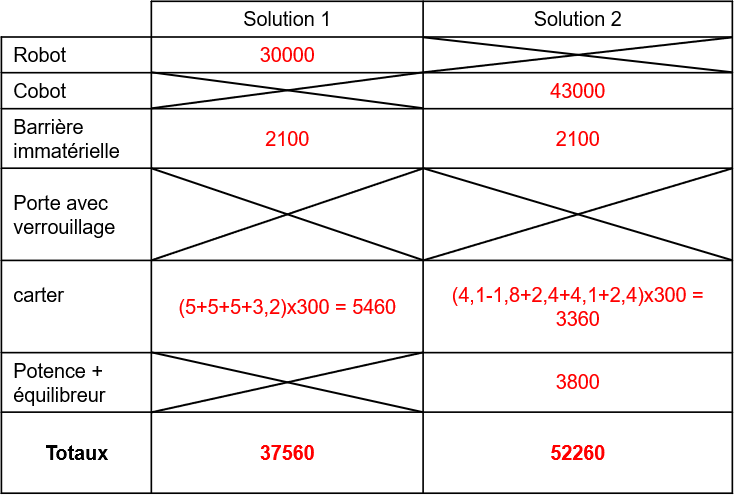 Solution 1 Solution 2
Robot 30000
Cobot 43000
Barrière
immatérielle 2100 2100
Porte avec
verrouillage
carter (5+5+5+3,2)x300 = 5460 (4,1-1,8+2,4+4,1+2,4)x300 =
3360
Potence +
équilibreur 3800
Totaux 37560 52260